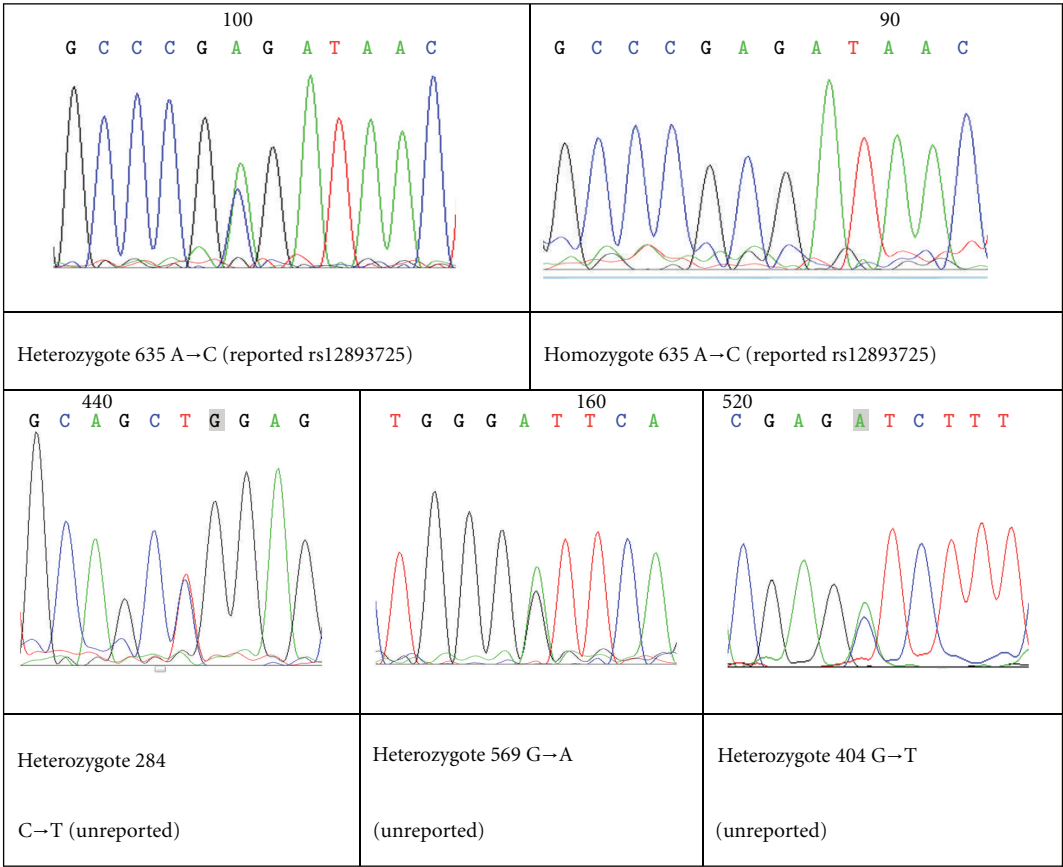 100
G C C C G A G A T A A C
90
G C C C G A G A T A A C
Heterozygote 635 A→C (reported rs12893725)
Homozygote 635 A→C (reported rs12893725)
440
G C A G C T G G A G
160
T G G G A T T C A
520
C G A G A T C T T T
Heterozygote 284
C→T (unreported)
Heterozygote 569 G→A
(unreported)
Heterozygote 404 G→T
(unreported)